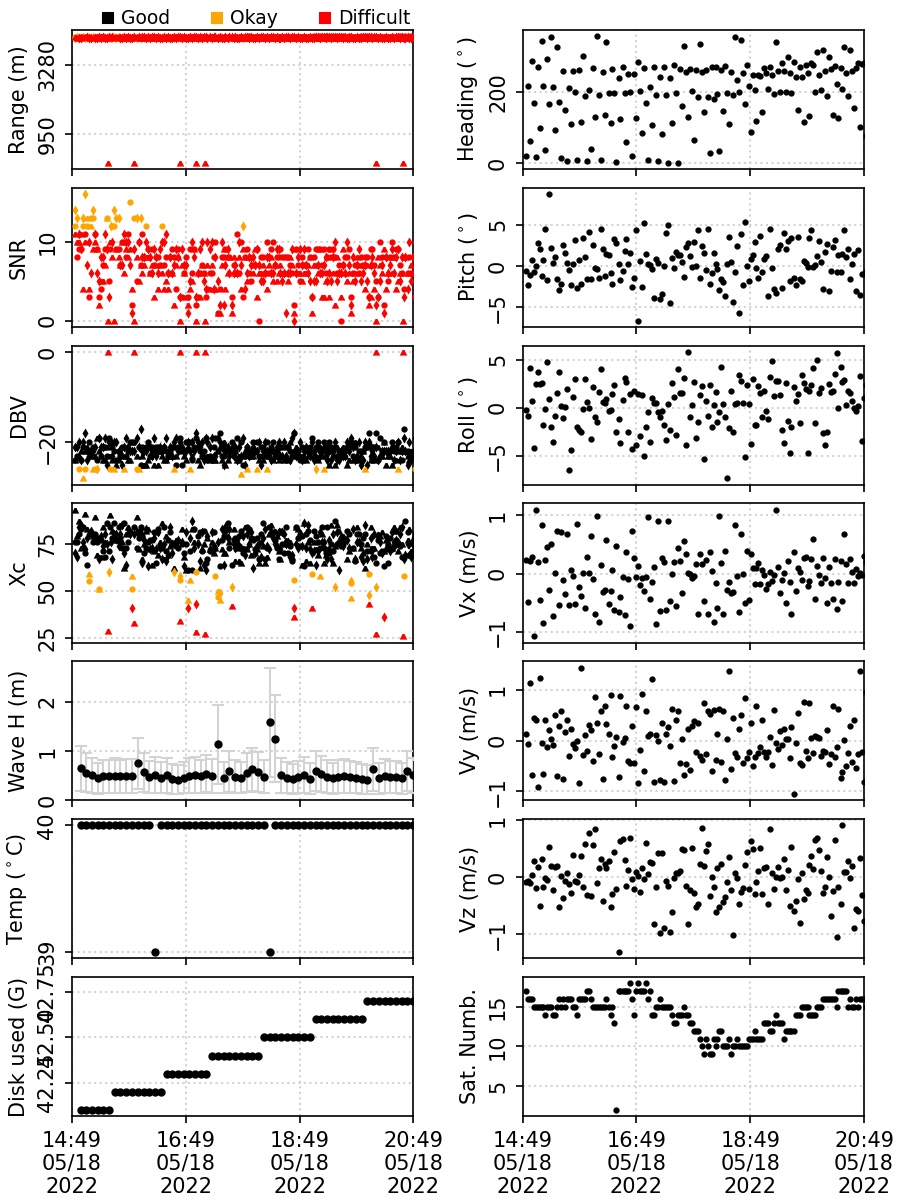 Good Okay Difficult
Range (m)
3280
950
Heading (°)
200
0
SNR
10
0
Pitch (°)
5
0
−5
DBV
0
−20
Roll (°)
5
0
−5
Xc
75
50
25
Vx (m/s)
1
0
−1
Wave H (m)
2
1
0
Vy (m/s)
1
0
−1
Temp (°C)
40
39
Vz (m/s)
1
0
−1
Disk used (G)
42.75
42.50
42.25
Sat. Numb.
15
10
5
14:49 16:49 18:49 20:49
05/18 05/18 05/18 05/18
2022 2022 2022 2022
14:49 16:49 18:49 20:49
05/18 05/18 05/18 05/18
2022 2022 2022 2022